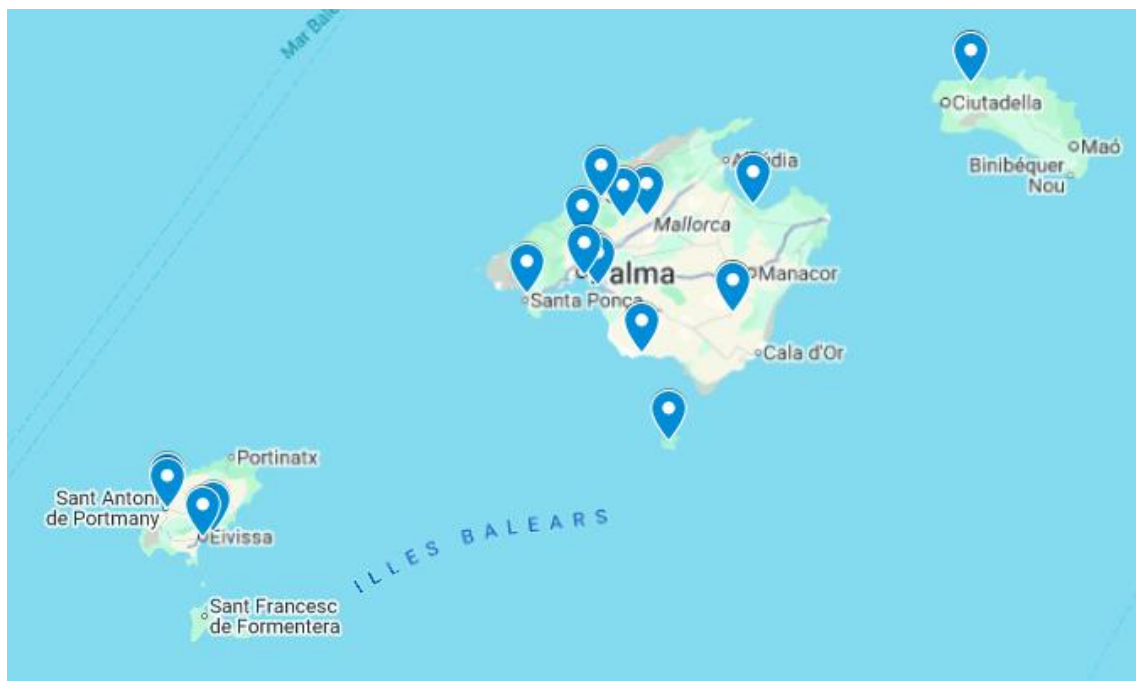 Mar Bale
Ciutadella
Maó
Binibéquer
Nou
Mallorca
Manacor
Santa Ponça
Cala d'Or
Portinatx
Sant Antoni
de Portmany
Eivissa
ILLES BALEARS
Sant Francesc
de Formentera